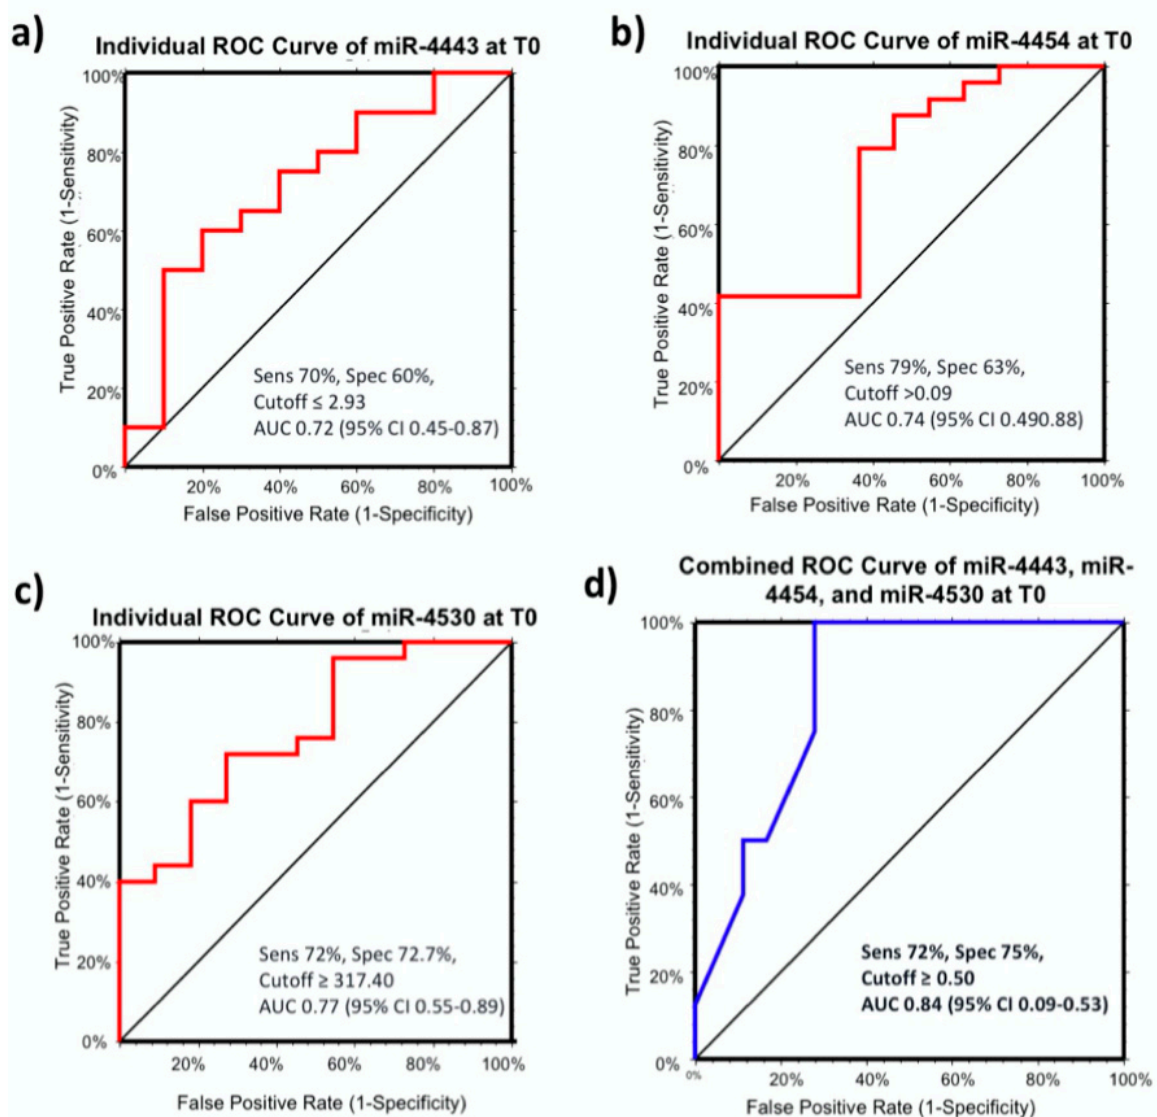 a)
Individual ROC Curve of miR-4443 at T0
100%
80%
60%
40%
20%
0%
True Positive Rate (1-Sensitivity)
Sens 70%, Spec 60%,
Cutoff ≤ 2.93
AUC 0.72 (95% CI 0.45-0.87)
20% 40% 60% 80% 100%
False Positive Rate (1-Specificity)
b)
Individual ROC Curve of miR-4454 at T0
100%
80%
60%
40%
20%
0%
True Positive Rate (1-Sensitivity)
Sens 79%, Spec 63%,
Cutoff >0.09
AUC 0.74 (95% CI 0.490.88)
20% 40% 60% 80% 100%
False Positive Rate (1-Specificity)
c)
Individual ROC Curve of miR-4530 at T0
100%
80%
60%
40%
20%
0%
True Positive Rate (1-Sensitivity)
Sens 72%, Spec 72.7%,
Cutoff ≥ 317.40
AUC 0.77 (95% CI 0.55-0.89)
20% 40% 60% 80% 100%
False Positive Rate (1-Specificity)
d)
Combined ROC Curve of miR-4443, miR-
4454, and miR-4530 at T0
100%
80%
60%
40%
20%
0%
True Positive Rate (1-Sensitivity)
Sens 72%, Spec 75%,
Cutoff ≥ 0.50
AUC 0.84 (95% CI 0.09-0.53)
0% 20% 40% 60% 80% 100%
False Positive Rate (1-Specificity)